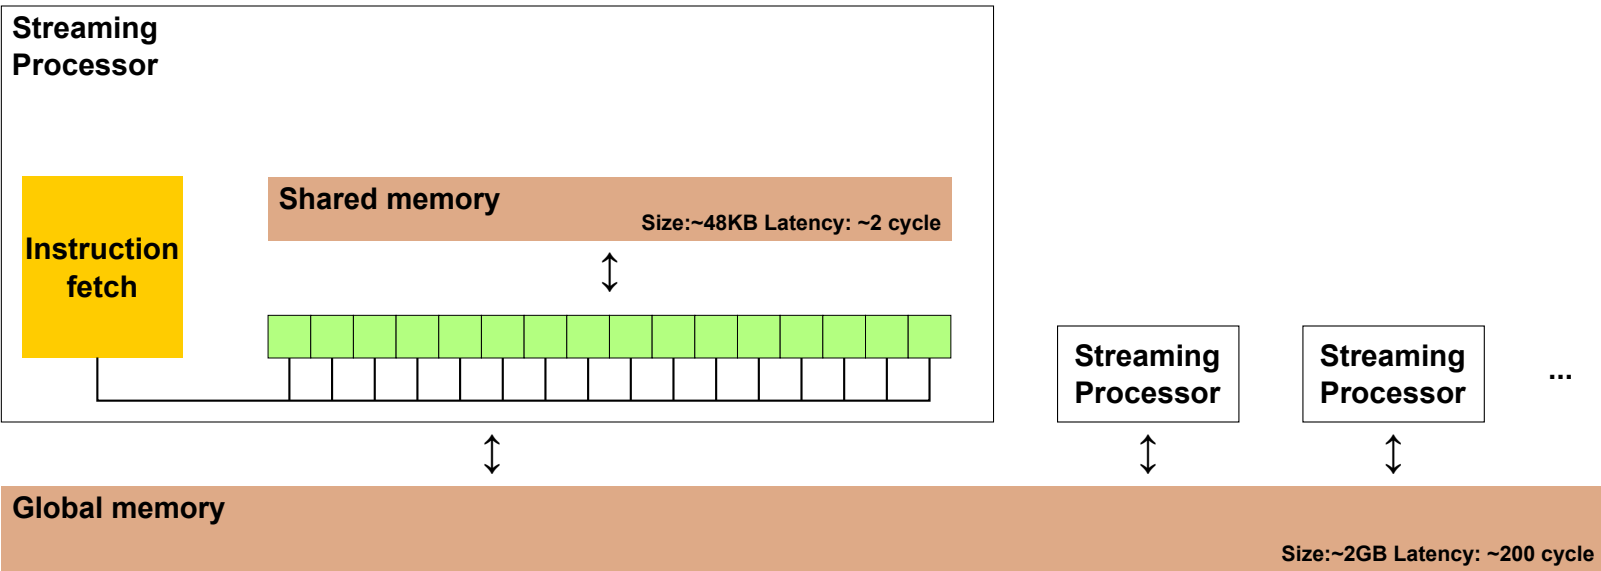 Streaming
Processor
Shared memory
Size:~48KB Latency: ~2 cycle
Instruction
fetch
Streaming
Processor
Streaming
Processor
...
Global memory
Size:~2GB Latency: ~200 cycle